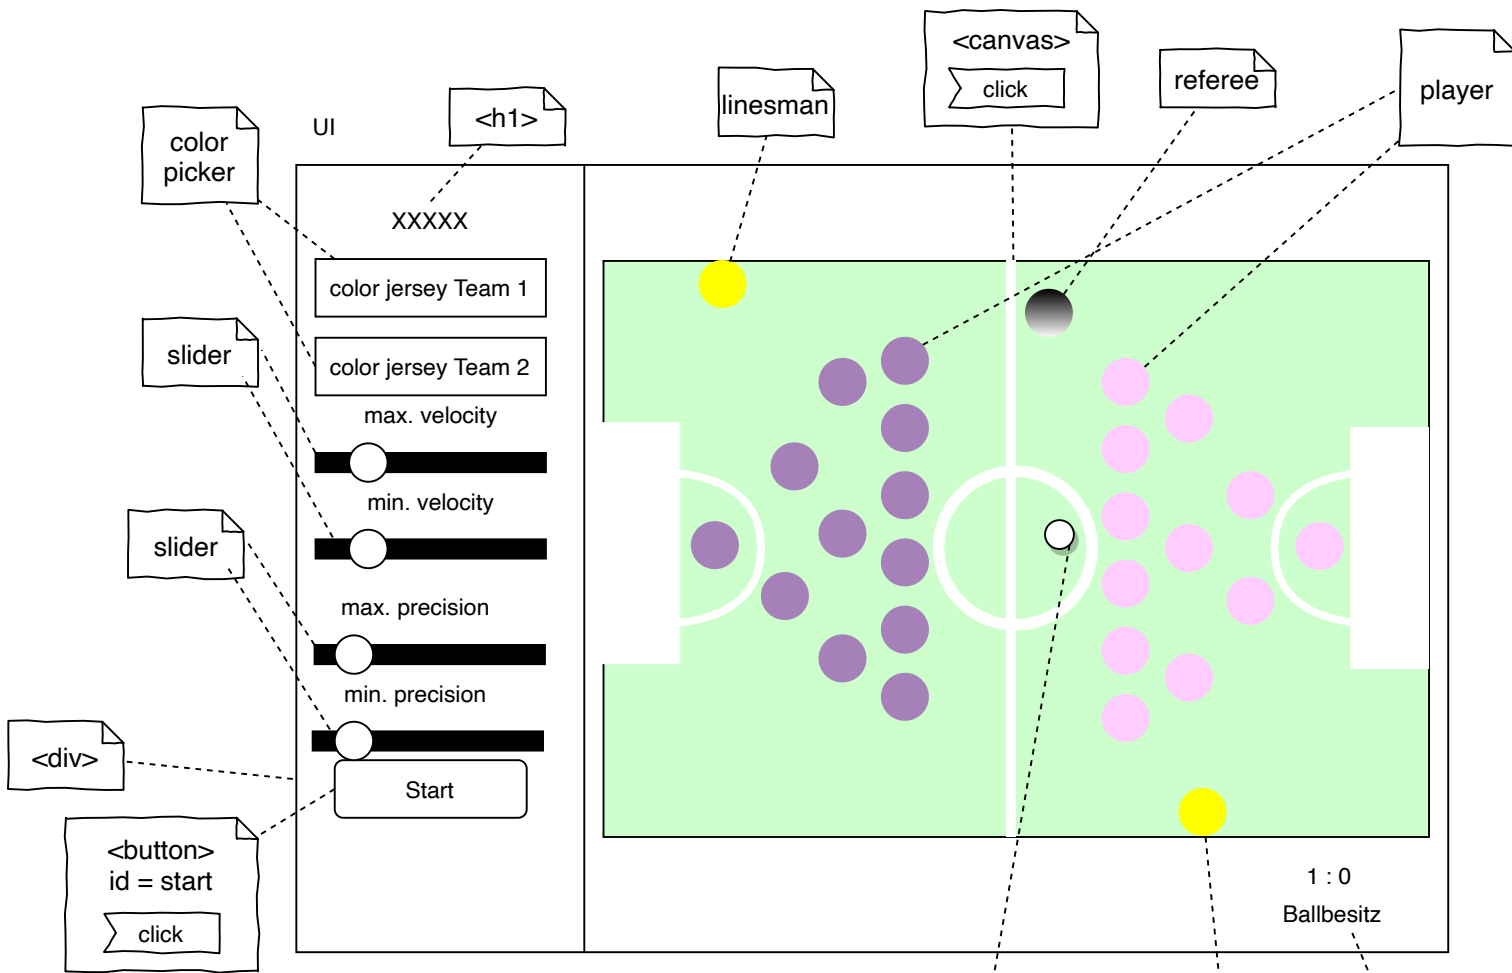 <canvas>
click
referee
player
linesman
<h1>
UI
color
picker
XXXXX
color jersey Team 1
slider
color jersey Team 2
max. velocity
min. velocity
slider
max. precision
min. precision
<div>
Start
<button>
id = start
click
1 : 0
Ballbesitz